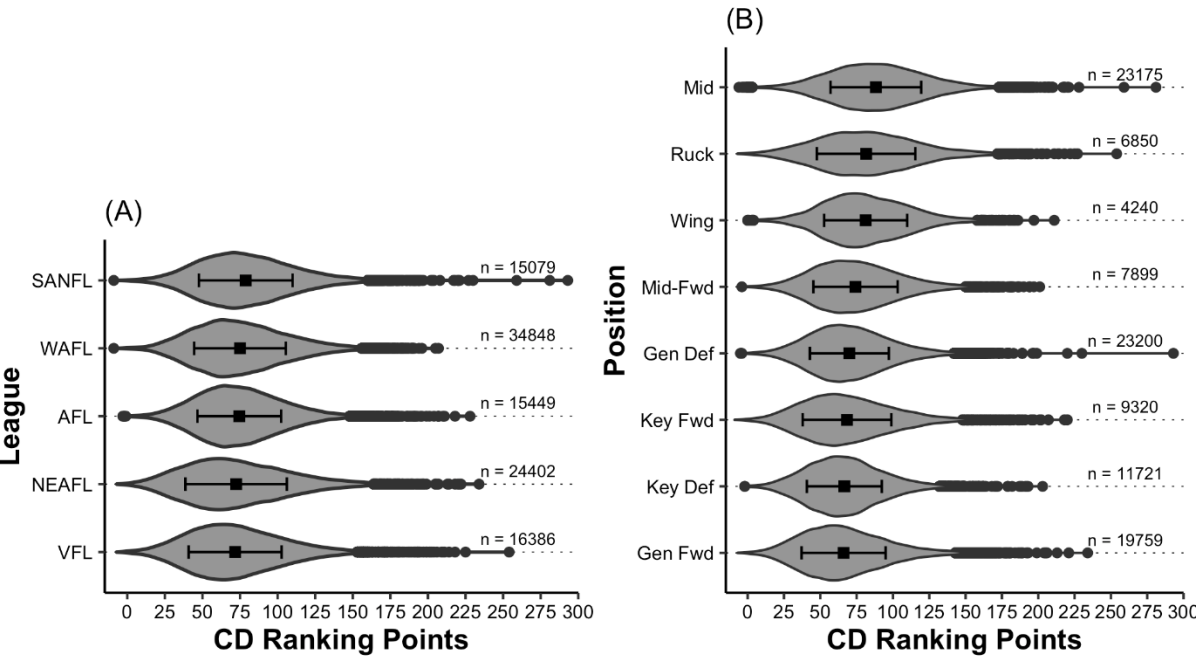 (A)
League
SANFL
n = 15079
WAFL
n = 34848
AFL
n = 15449
NEAFL
n = 24402
VFL
n = 16386
0 25 50 75 100 125 150 175 200 225 250 275 300
CD Ranking Points
(B)
Position
Mid
n = 23175
Ruck
n = 6850
Wing
n = 4240
Mid-Fwd
n = 7899
Gen Def
n = 23200
Key Fwd
n = 9320
Key Def
n = 11721
Gen Fwd
n = 19759
0 25 50 75 100 125 150 175 200 225 250 275 300
CD Ranking Points